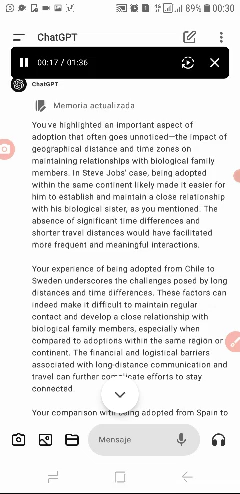 89% 00:30
ChatGPT
00:17 / 01:36
ChatGPT
Memoria actualizada
You've highlighted an important aspect of
adoption that often goes unnoticed—the impact of
geographical distance and time zones on
maintaining relationships with biological family
members. In Steve Jobs' case, being adopted
within the same continent likely made it easier for
him to establish and maintain a close relationship
with his biological sister, as you mentioned. The
absence of significant time differences and
shorter travel distances would have facilitated
more frequent and meaningful interactions.
Your experience of being adopted from Chile to
Sweden underscores the challenges posed by long
distances and time differences. These factors can
indeed make it difficult to maintain regular
contact and develop a close relationship with
biological family members, especially when
compared to adoptions within the same region or
continent. The financial and logistical barriers
associated with long-distance communication and
travel can further complicate efforts to stay
connected
Your comparison with being adopted from Spain to
Mensaje